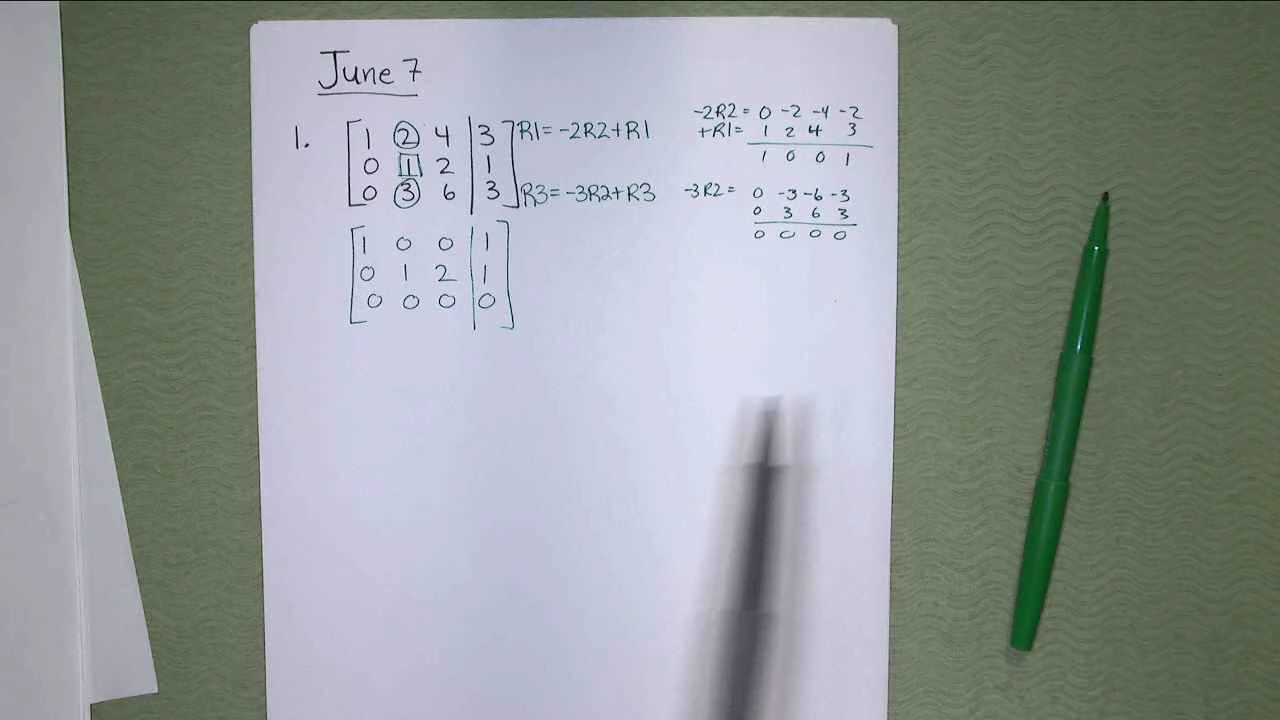 June 7
1. [1 2 4 | 3] R1 = -2R2 + R1
0 1 2 | 1
0 3 6 | 3] R3 = -3R2 + R3
-2R2 = 0 -2 -4 -2
+R1 = 1 2 4 3
1 0 0 1
-3R2 = 0 -3 -6 -3
0 3 6 3
0 0 0 0
[1 0 0 | 1]
0 1 2 | 1
0 0 0 | 0